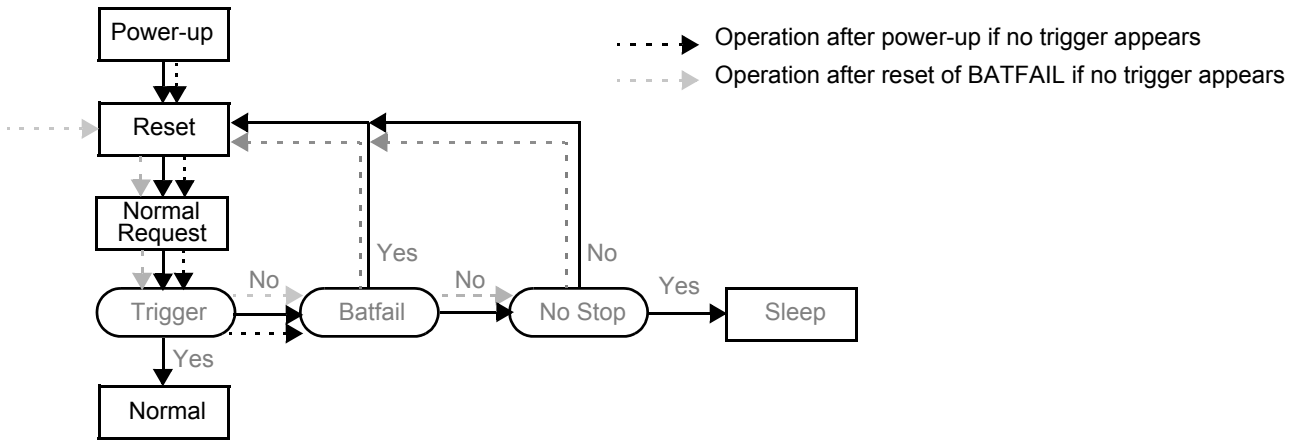 Power-up
Operation after power-up if no trigger appears
Operation after reset of BATFAIL if no trigger appears
Reset
Normal
Request
Yes
No
No
No
Yes
Trigger
Batfail
No Stop
Sleep
Yes
Normal